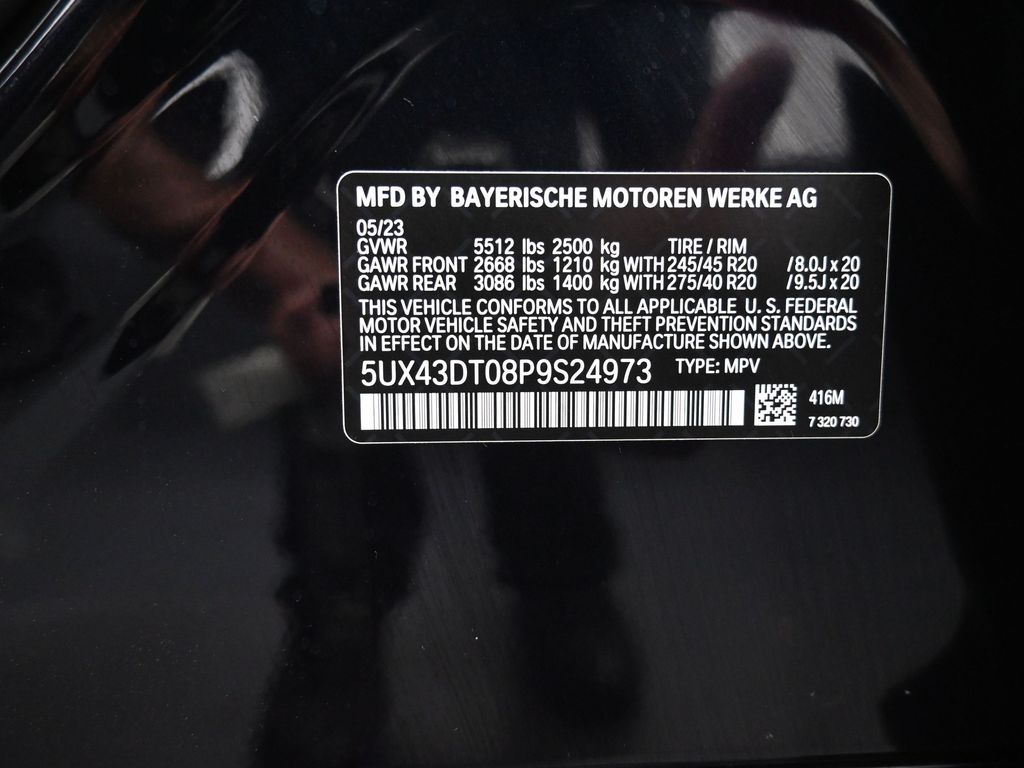 MFD BY BAYERISCHE MOTOREN WERKE AG
05/23
GVWR 5512 lbs 2500 kg TIRE / RIM
GAWR FRONT 2668 lbs 1210 kg WITH 245/45 R20 /8.0J x 20
GAWR REAR 3086 lbs 1400 kg WITH 275/40 R20 /9.5J x 20
THIS VEHICLE CONFORMS TO ALL APPLICABLE U. S. FEDERAL
MOTOR VEHICLE SAFETY AND THEFT PREVENTION STANDARDS
IN EFFECT ON THE DATE OF MANUFACTURE SHOWN ABOVE.
5UX43DT08P9S24973 TYPE: MPV
416M
7 320 730